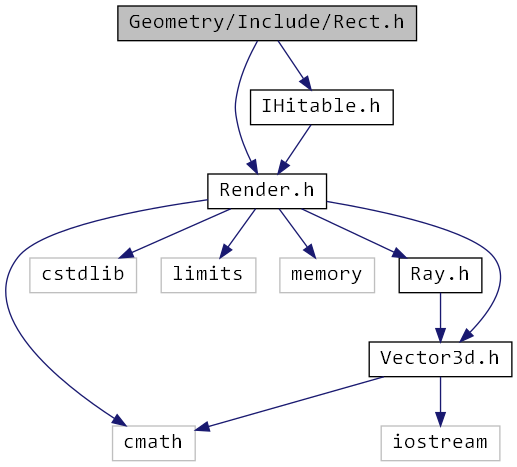 Geometry/Include/Rect.h
IHitable.h
Render.h
cstdlib
limits
memory
Ray.h
Vector3d.h
cmath
iostream